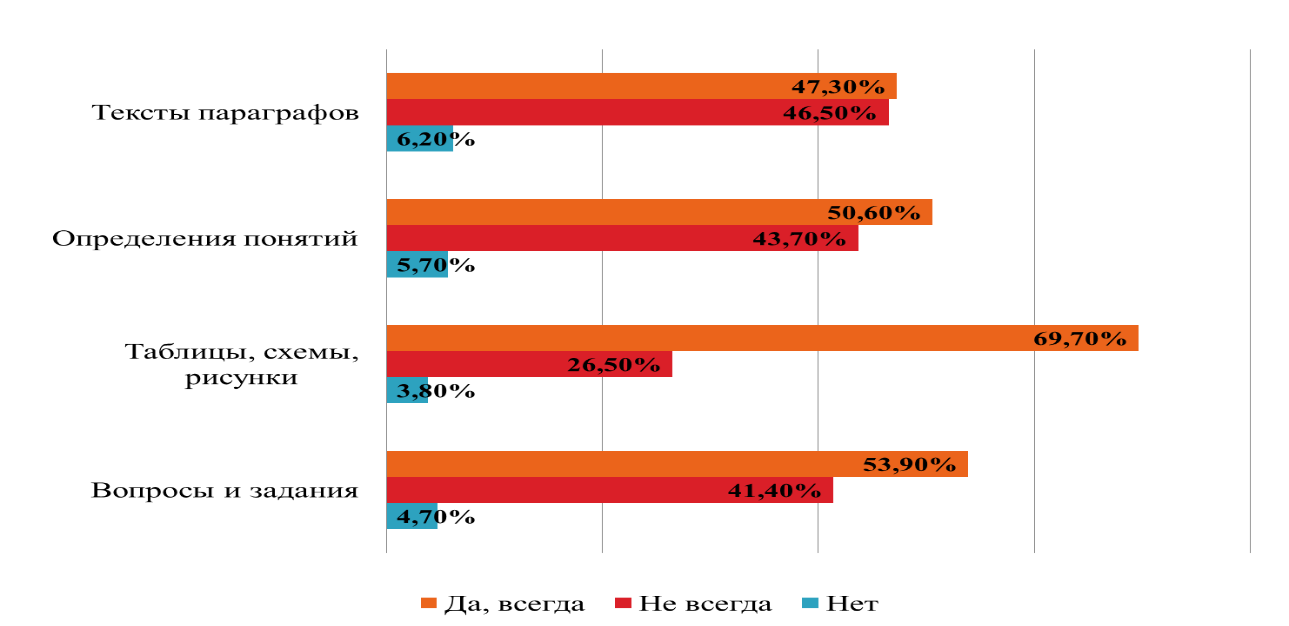 Тексты параграфов
47,30%
46,50%
6,20%
Определения понятий
50,60%
43,70%
5,70%
Таблицы, схемы,
рисунки
69,70%
26,50%
3,80%
Вопросы и задания
53,90%
41,40%
4,70%
Да, всегда Не всегда Нет